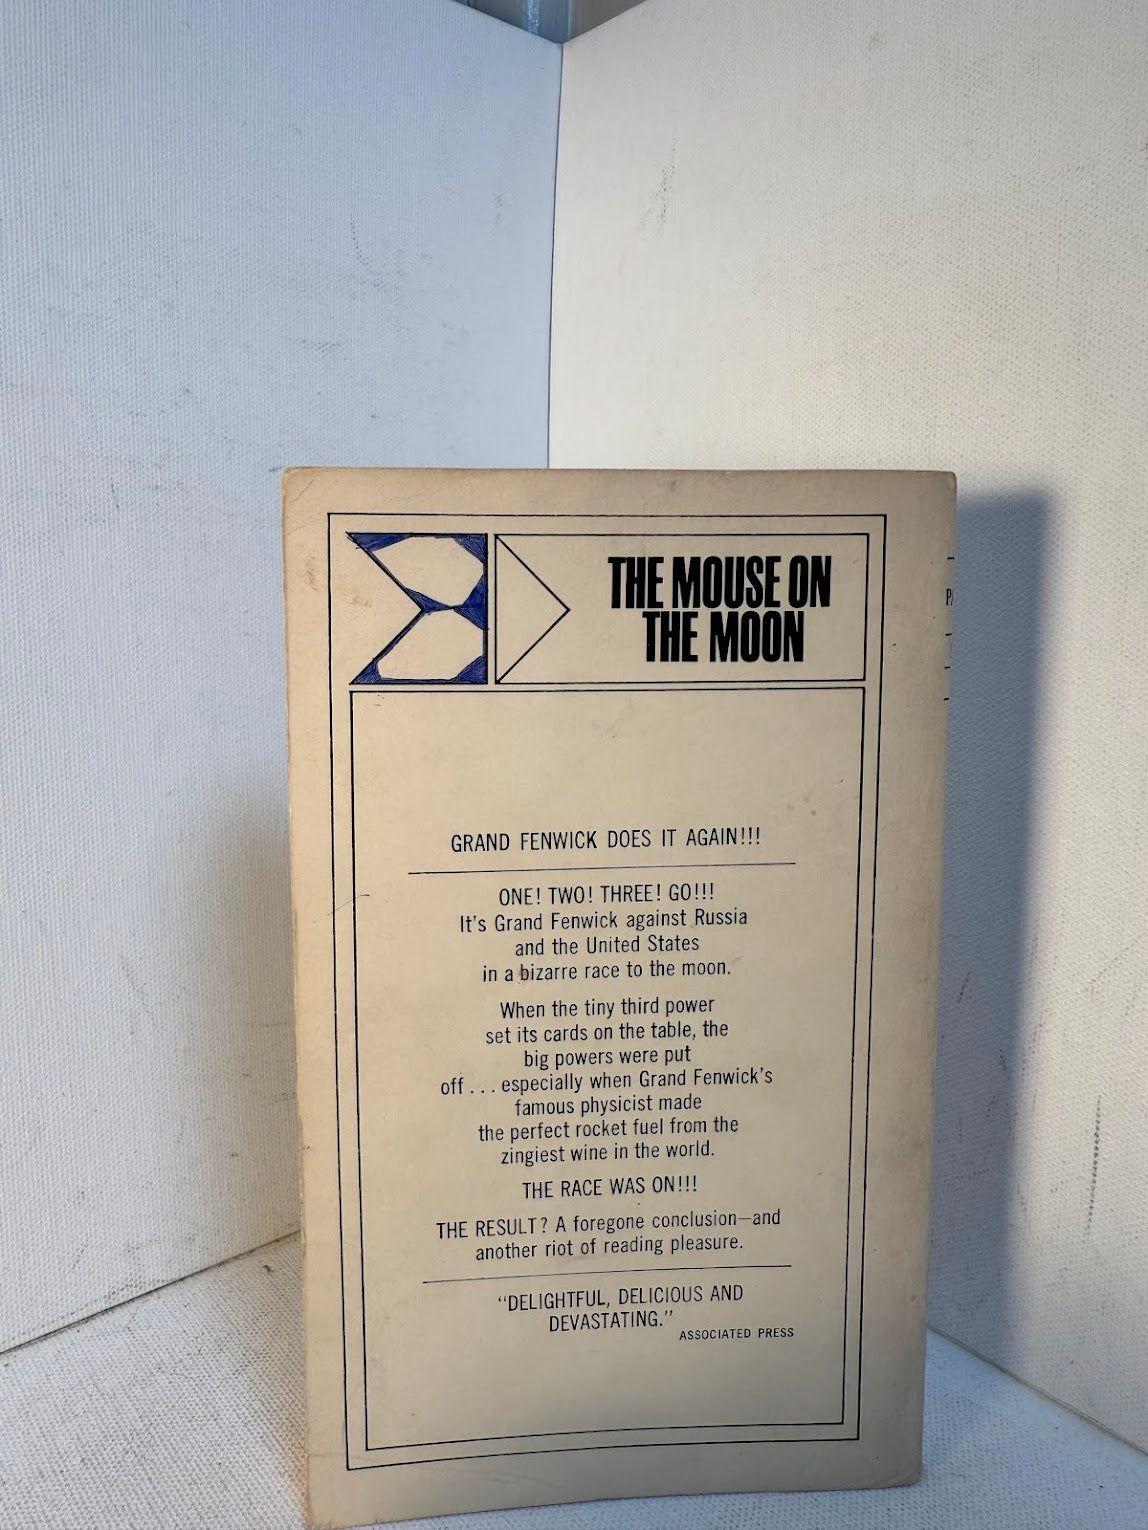 THE MOUSE ON
THE MOON
GRAND FENWICK DOES IT AGAIN!!!
ONE! TWO! THREE! GO!!!
It's Grand Fenwick against Russia
and the United States
in a bizarre race to the moon.
When the tiny third power
set its cards on the table, the
big powers were put
off . . . especially when Grand Fenwick's
famous physicist made
the perfect rocket fuel from the
zingiest wine in the world.
THE RACE WAS ON!!!
THE RESULT? A foregone conclusion—and
another riot of reading pleasure.
"DELIGHTFUL, DELICIOUS AND
DEVASTATING."
ASSOCIATED PRESS